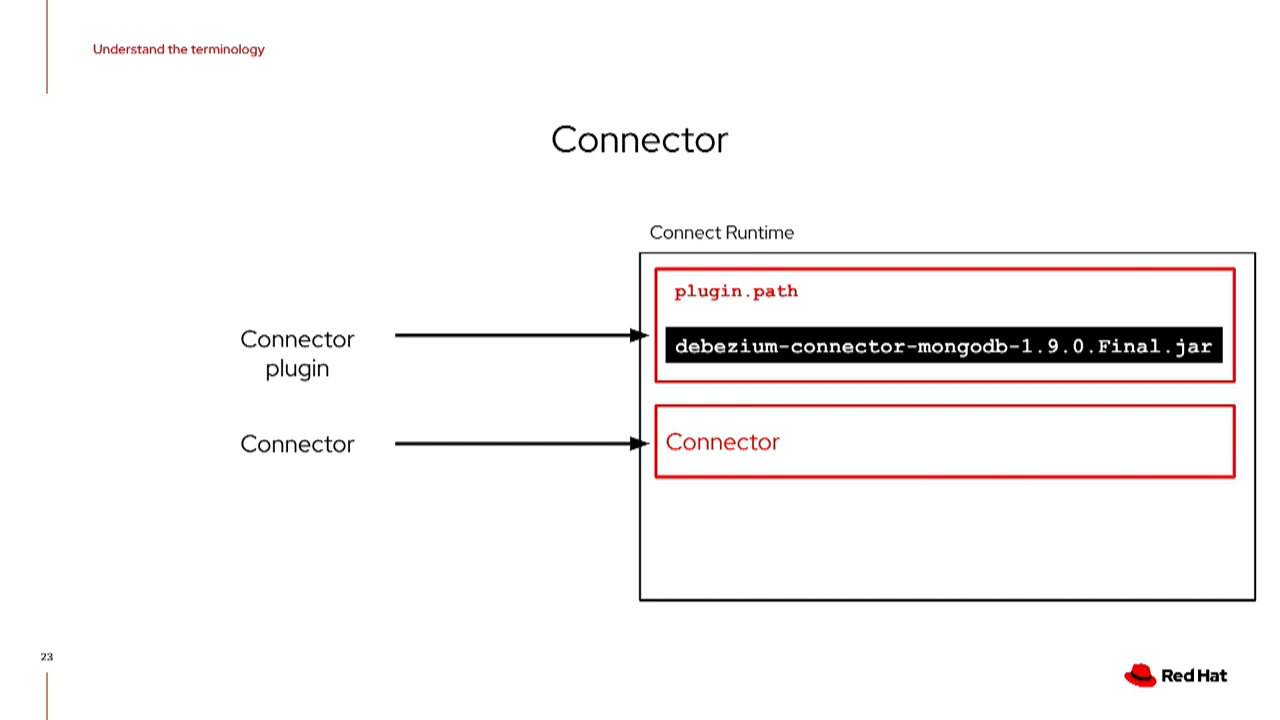 Understand the terminology
Connector
Connect Runtime
plugin.path
debezium-connector-mongodb-1.9.0.Final.jar
Connector
plugin
Connector
Connector
23
Red Hat